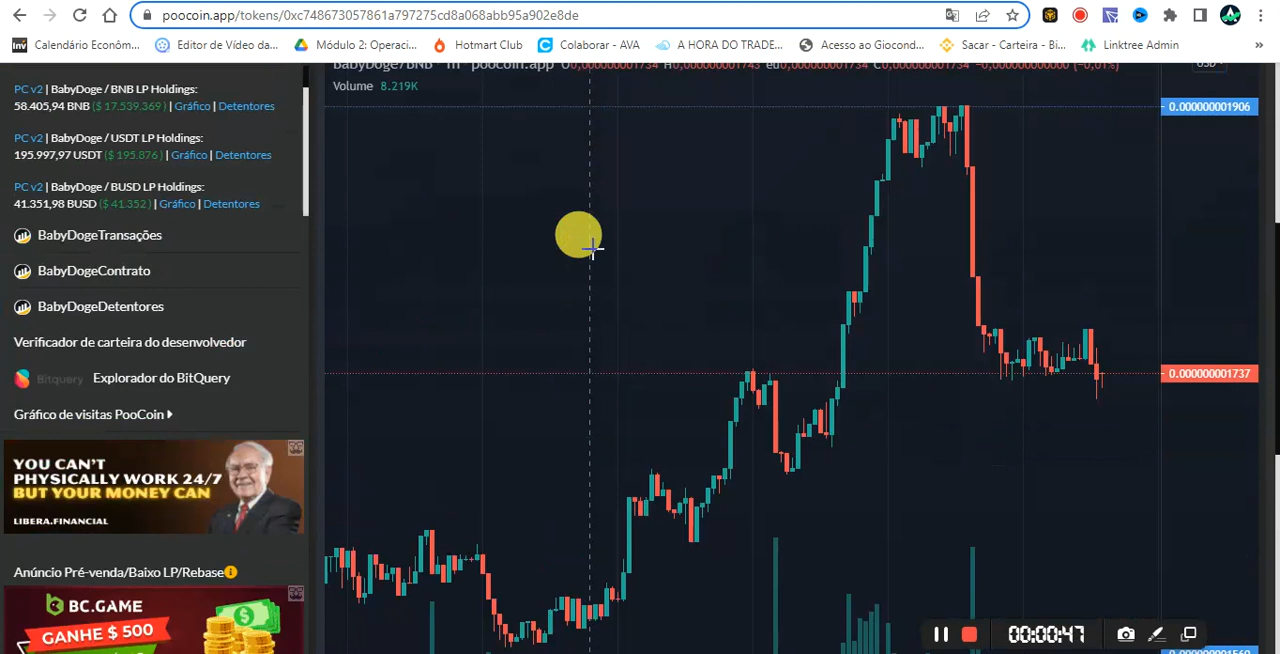 poocoin.app/tokens/0xc748673057861a797275cd8a068abb95a902e8de
Calendário Econôm...
Editor de Vídeo da...
Módulo 2: Operaci...
Hotmart Club
Colaborar - AVA
A HORA DO TRADE...
Acesso ao Giocond...
Sacar - Carteira - Bi...
Linktree Admin
»
PC v2 | BabyDoge / BNB LP Holdings:
58.405,94 BNB ($ 17.539.369) | Gráfico | Detentores
PC v2 | BabyDoge / USDT LP Holdings:
195.997,97 USDT ($ 195.876) | Gráfico | Detentores
PC v2 | BabyDoge / BUSD LP Holdings:
41.351,98 BUSD ($ 41.352) | Gráfico | Detentores
BabyDogeTransações
BabyDogeContrato
BabyDogeDetentores
Verificador de carteira do desenvolvedor
Bitquery Explorador do BitQuery
Gráfico de visitas PooCoin
YOU CAN'T
PHYSICALLY WORK 24/7
BUT YOUR MONEY CAN
LIBERA.FINANCIAL
Anúncio Pré-venda/Baixo LP/Rebase
BC.GAME
GANHE $ 500
Volume 8.219K
0.000000001906
0.000000001737
00:00:47